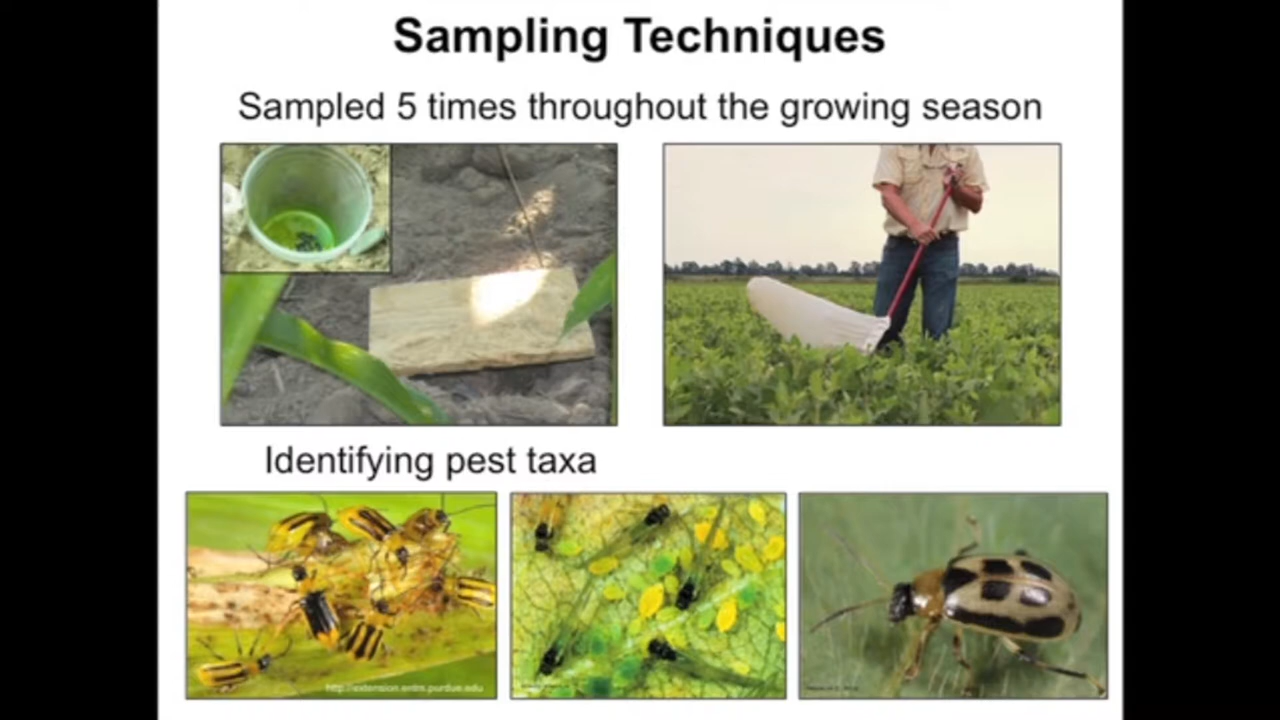 Sampling Techniques
Sampled 5 times throughout the growing season
Identifying pest taxa
http://extension.entm.purdue.edu